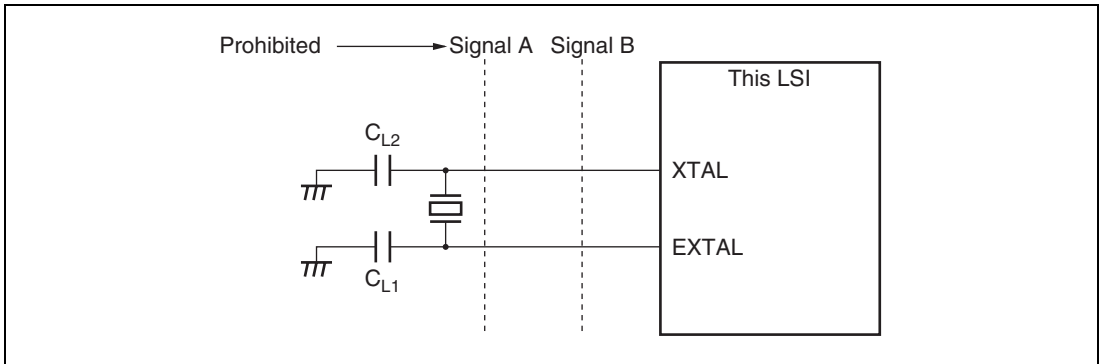 Prohibited Signal A Signal B
This LSI
CL2
XTAL
EXTAL
CL1